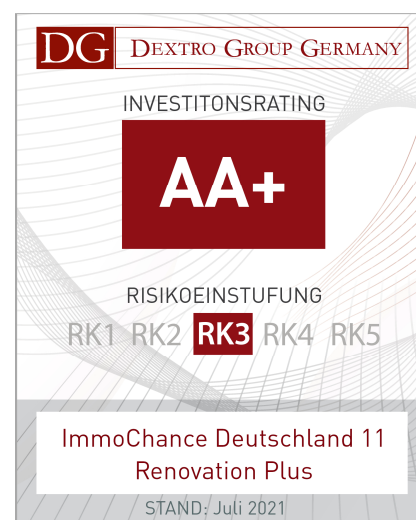 DG DEXTRO GROUP GERMANY
INVESTITONSRATING
AA+
RISIKOEINSTUFUNG
RK1 RK2 RK3 RK4 RK5
ImmoChance Deutschland 11
Renovation Plus
STAND: Juli 2021